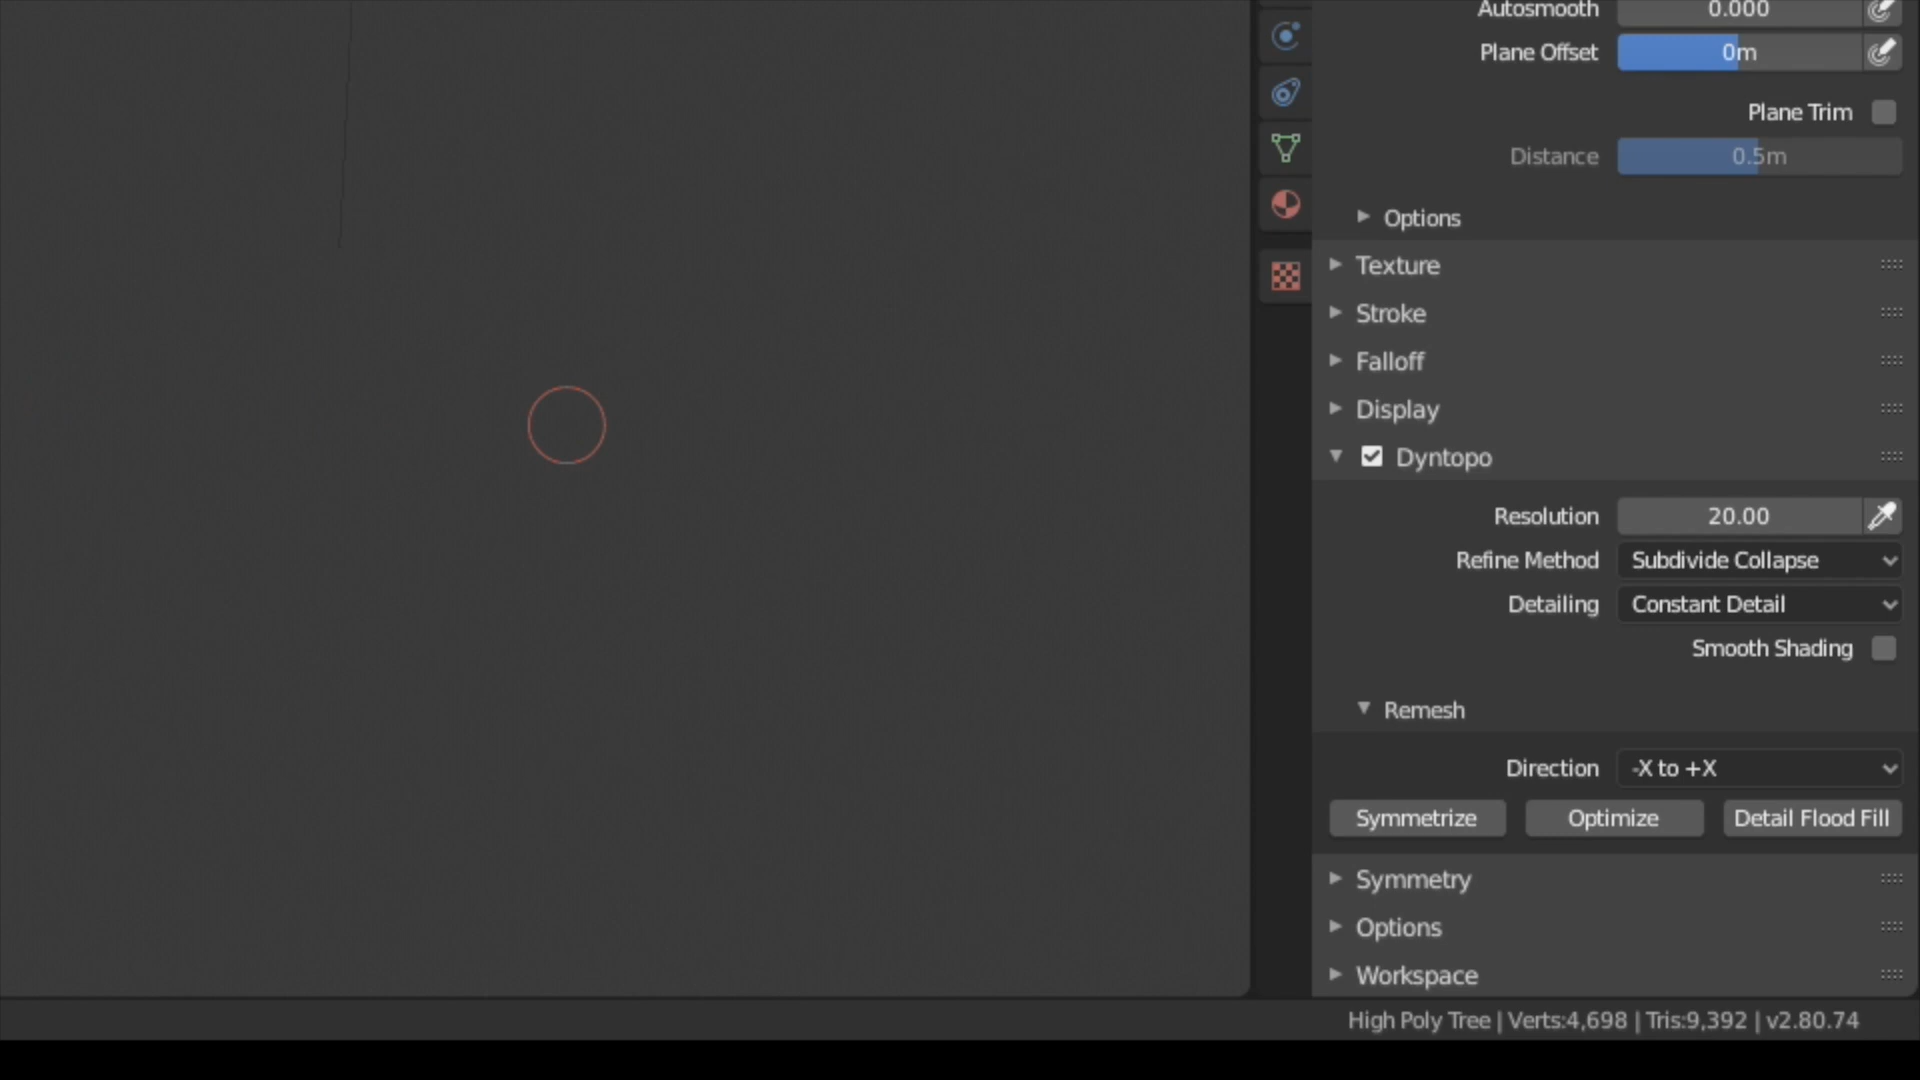 Autosmooth 0.000
Plane Offset 0m
Plane Trim
Distance 0.5m
Options
Texture
Stroke
Falloff
Display
Dyntopo
Resolution 20.00
Refine Method Subdivide Collapse
Detailing Constant Detail
Smooth Shading
Remesh
Direction -X to +X
Symmetrize Optimize Detail Flood Fill
Symmetry
Options
Workspace
High Poly Tree | Verts:4,698 | Tris:9,392 | v2.80.74